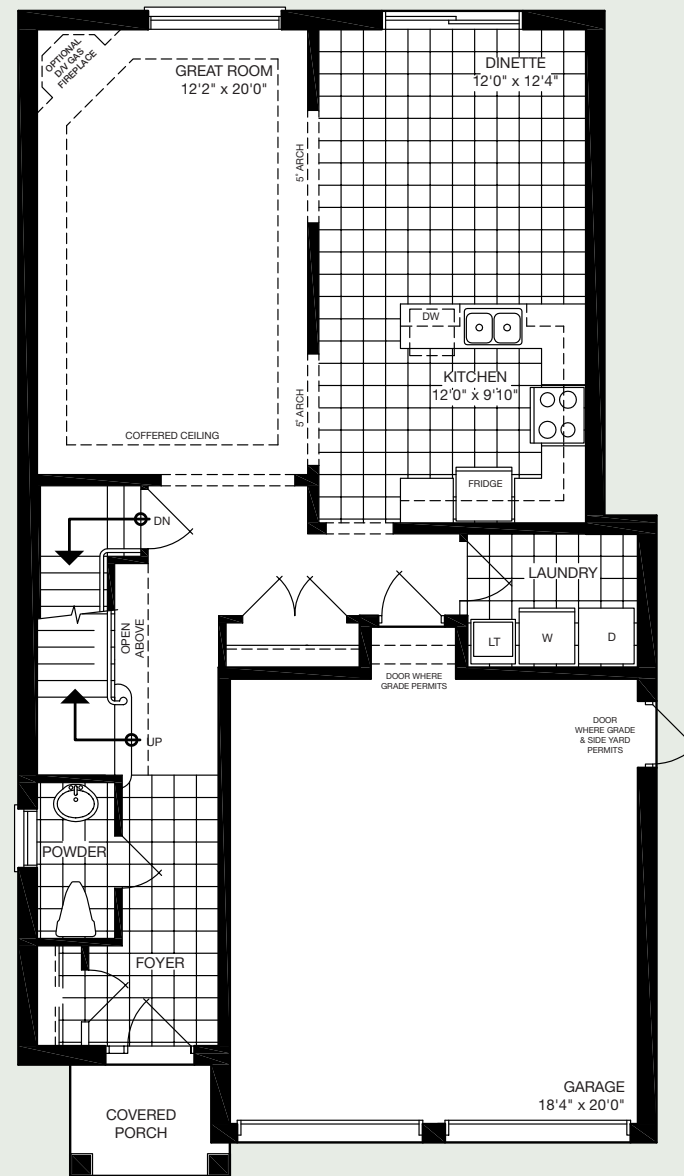 OPTIONAL
D/V GAS
FIREPLACE
GREAT ROOM
12'2" x 20'0"
DINETTE
12'0" x 12'4"
5" ARCH
DW
KITCHEN
12'0" x 9'10"
5" ARCH
COFFERED CEILING
FRIDGE
DN
LAUNDRY
OPEN
ABOVE
LT
W
D
DOOR WHERE
GRADE PERMITS
DOOR
WHERE GRADE
& SIDE YARD
PERMITS
UP
POWDER
FOYER
GARAGE
18'4" x 20'0"
COVERED
PORCH